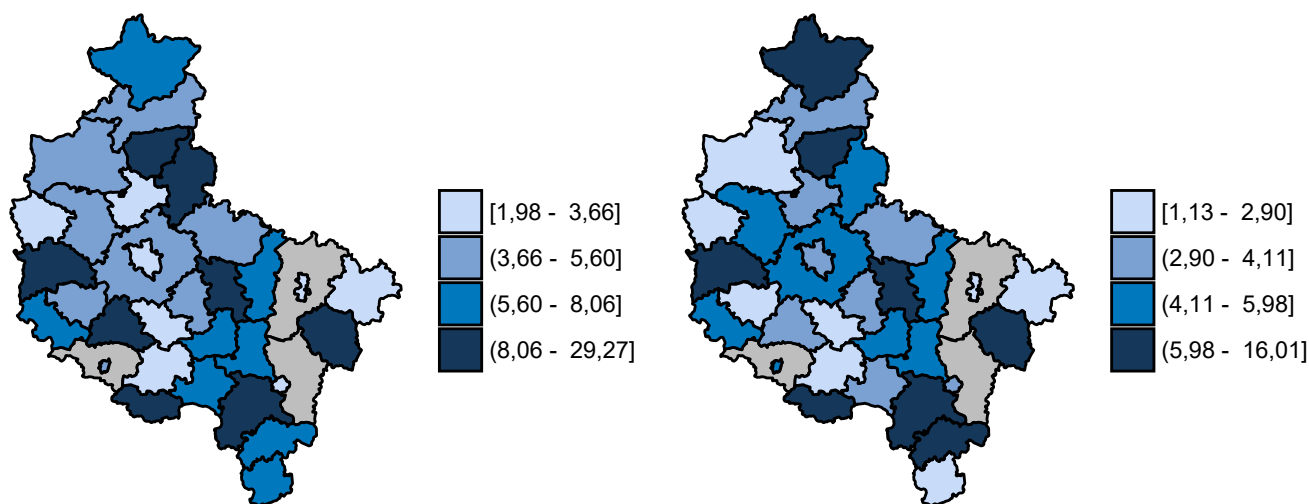 [1,98 - 3,66]
(3,66 - 5,60]
(5,60 - 8,06]
(8,06 - 29,27]
[1,13 - 2,90]
(2,90 - 4,11]
(4,11 - 5,98]
(5,98 - 16,01]